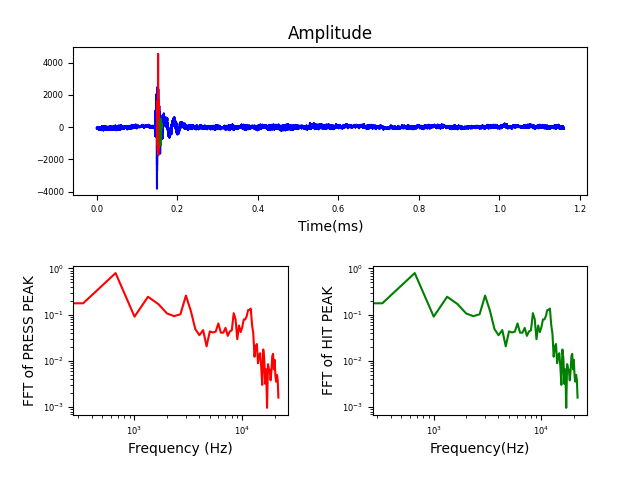 Amplitude
4000
2000
0
−2000
−4000
0.0 0.2 0.4 0.6 0.8 1.0 1.2
Time(ms)
FFT of PRESS PEAK
10⁰
10⁻¹
10⁻²
10⁻³
10³ 10⁴
Frequency (Hz)
FFT of HIT PEAK
10⁰
10⁻¹
10⁻²
10⁻³
10³ 10⁴
Frequency(Hz)